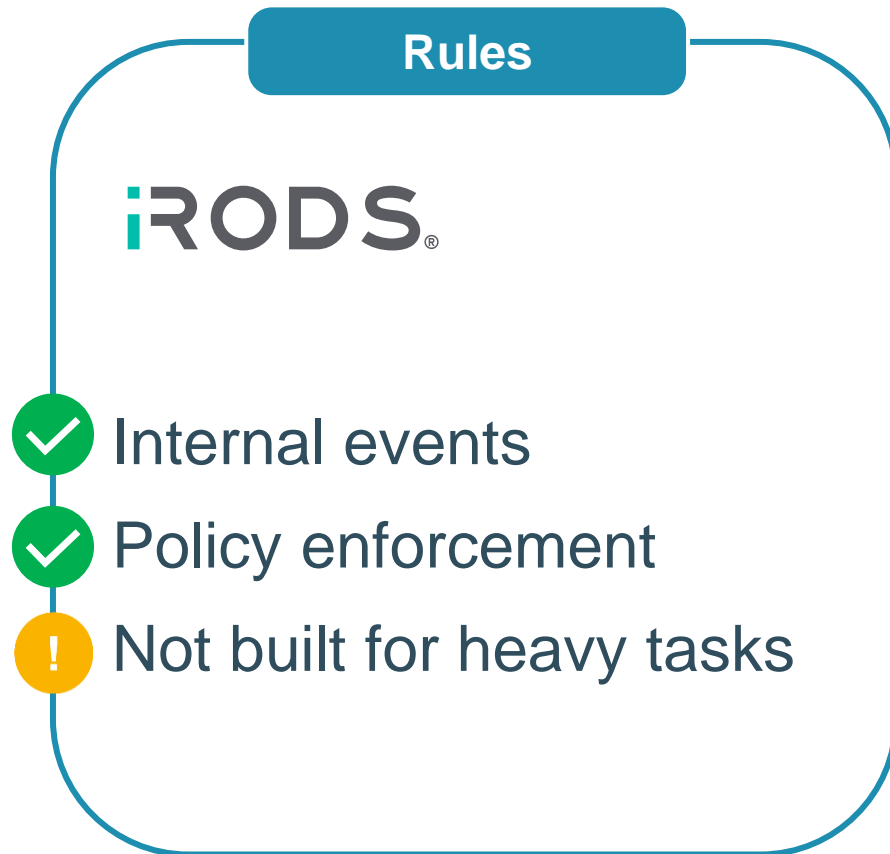 Rules
iRODS®
Internal events
Policy enforcement
! Not built for heavy tasks